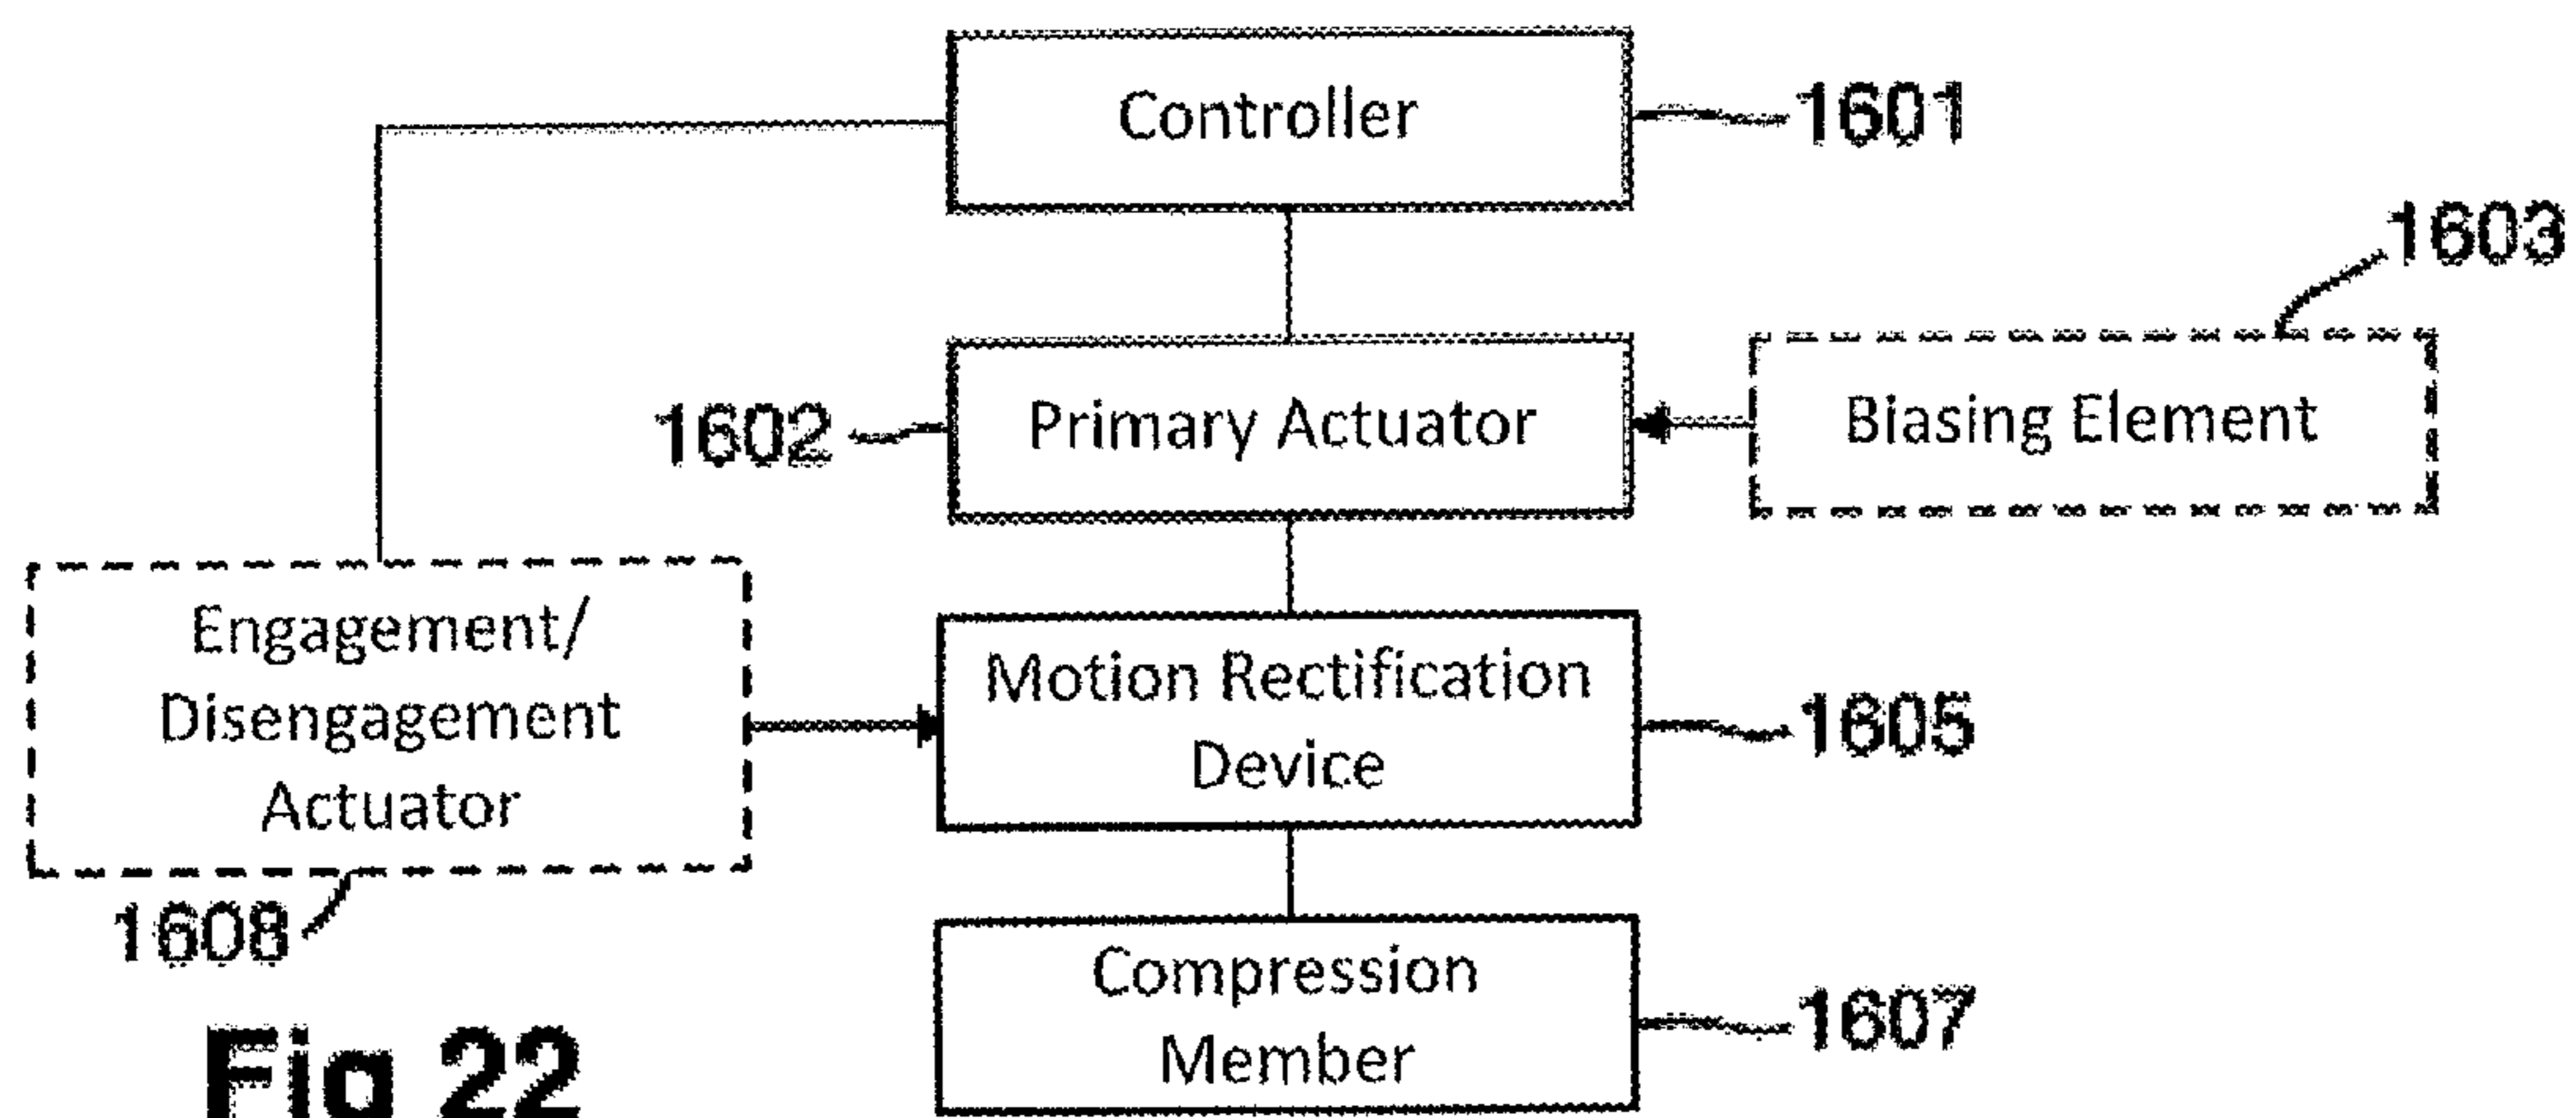 Controller
1601
1603
Primary Actuator
1602
Biasing Element
Engagement/
Disengagement
Actuator
1608
Motion Rectification
Device
1605
Compression
Member
1607
Fig 22